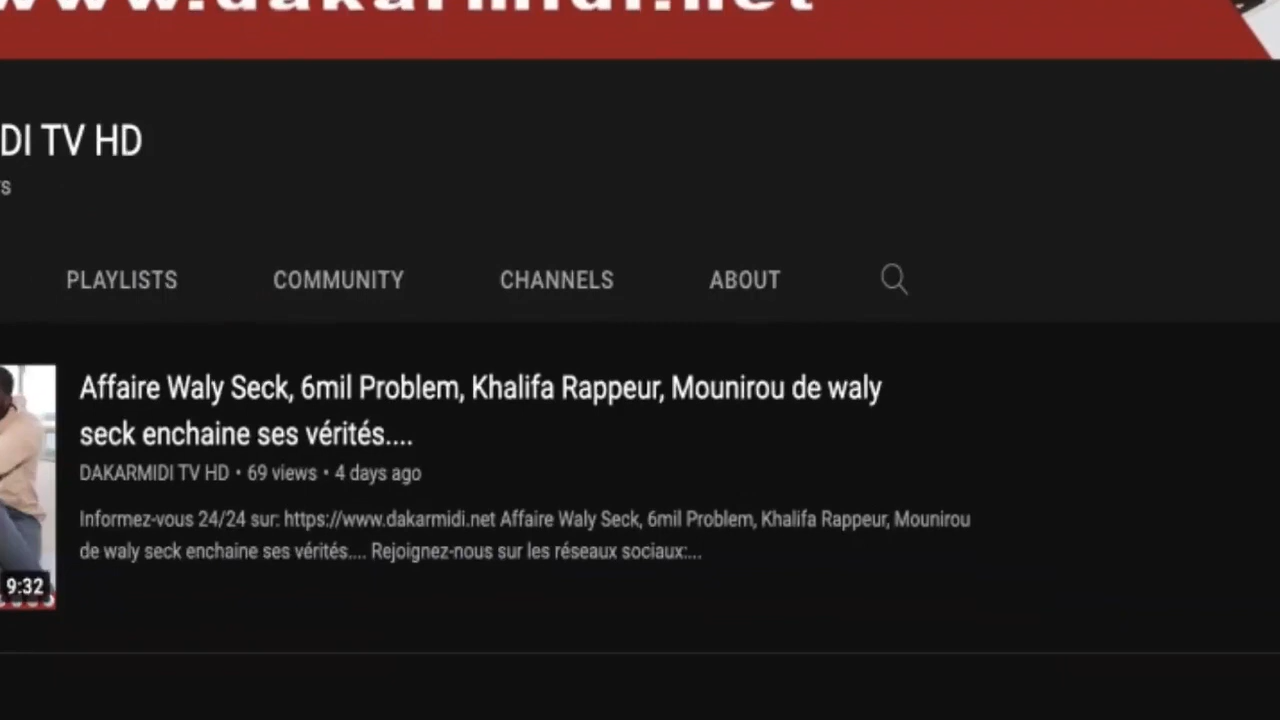 www.dakarmidi.net
DI TV HD
PLAYLISTS COMMUNITY CHANNELS ABOUT
Affaire Waly Seck, 6mil Problem, Khalifa Rappeur, Mounirou de waly
seck enchaine ses vérités....
DAKARMIDI TV HD • 69 views • 4 days ago
Informez-vous 24/24 sur: https://www.dakarmidi.net Affaire Waly Seck, 6mil Problem, Khalifa Rappeur, Mounirou
de waly seck enchaine ses vérités.... Rejoignez-nous sur les réseaux sociaux:...
9:32